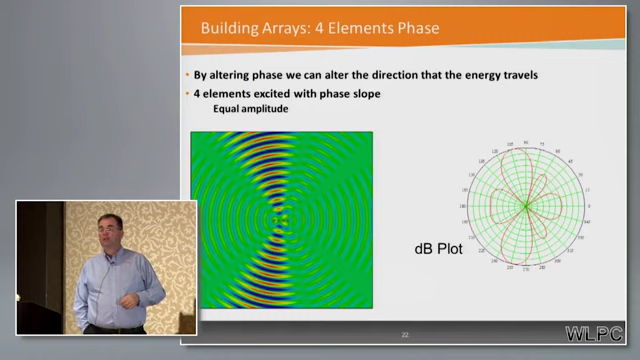 Building Arrays: 4 Elements Phase
• By altering phase we can alter the direction that the energy travels
• 4 elements excited with phase slope
Equal amplitude
dB Plot
22
WLPC